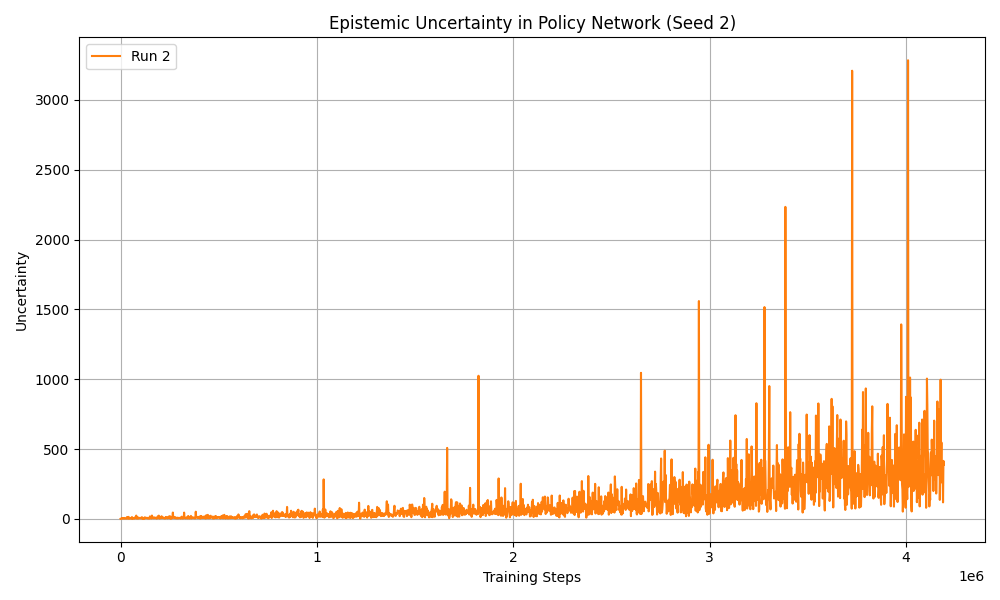 Epistemic Uncertainty in Policy Network (Seed 2)
Run 2
3000
2500
2000
1500
1000
500
0
Uncertainty
0
1
2
3
4
1e6
Training Steps